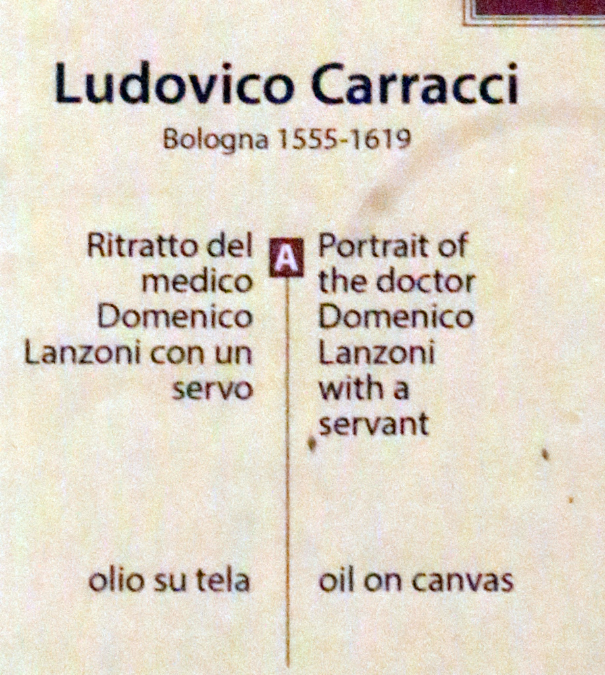 Ludovico Carracci
Bologna 1555-1619
Ritratto del
medico
Domenico
Lanzoni con un
servo
A
Portrait of
the doctor
Domenico
Lanzoni
with a
servant
olio su tela
oil on canvas